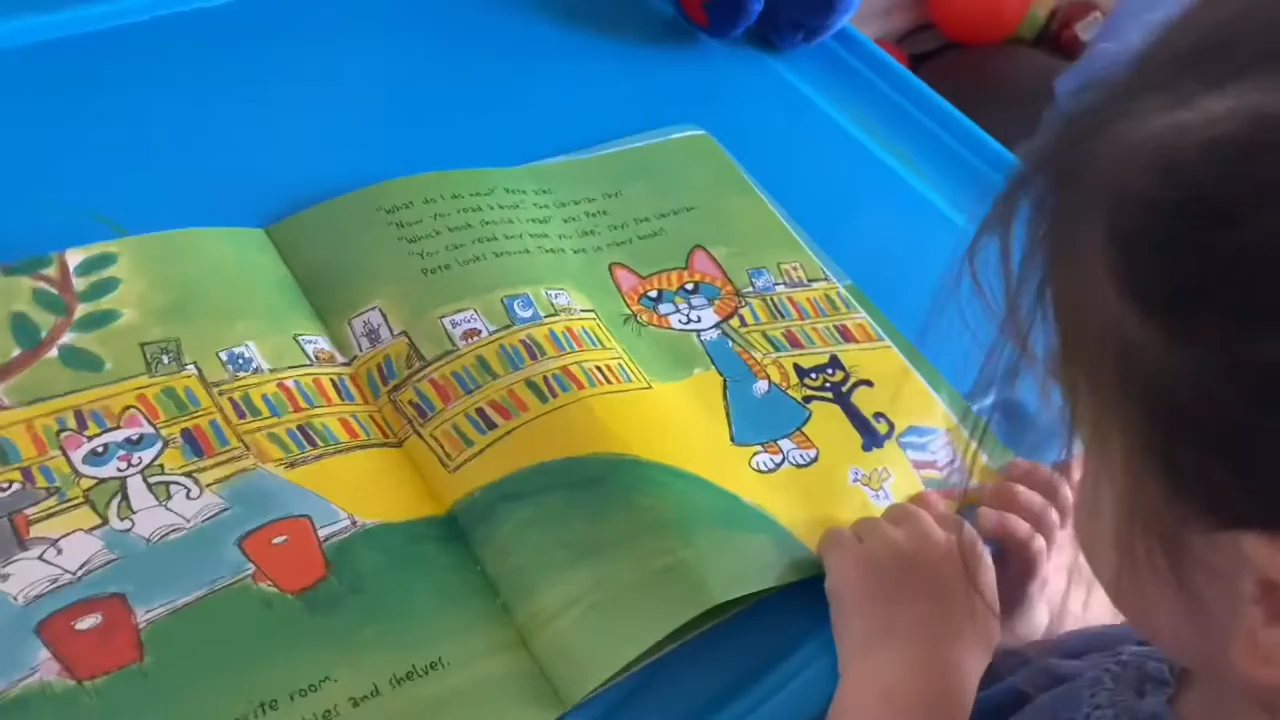 "What do I do now?" Pete asks.
"Now you read a book," the librarian says.
"Which book should I read?" asks Pete.
"You can read any book you like," says the librarian.
Pete looks around. There are so many books!
BUGS
rite room.
bles and shelves.